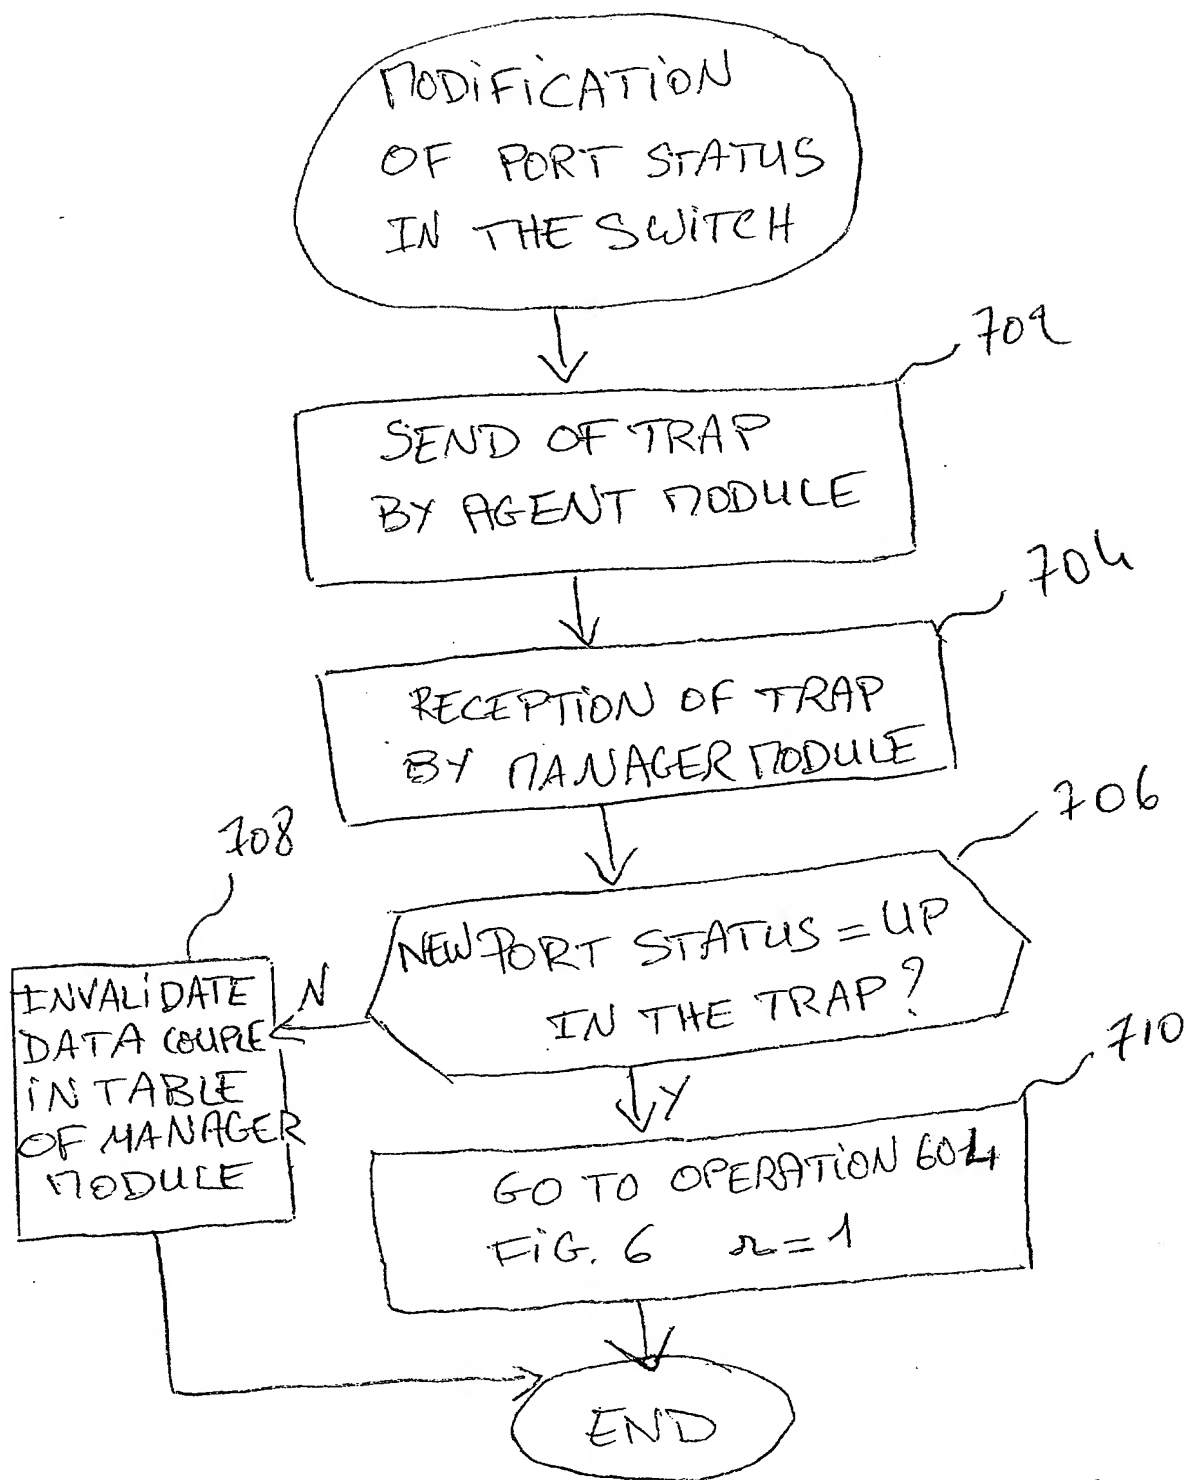 MODIFICATION
OF PORT STATUS
IN THE SWITCH
702
SEND OF TRAP
BY AGENT MODULE
704
RECEPTION OF TRAP
BY MANAGER MODULE
706
NEW PORT STATUS = UP
IN THE TRAP?
708
N
INVALIDATE
DATA COUPLE
IN TABLE
OF MANAGER
MODULE
Y
710
GO TO OPERATION 604
FIG. 6 r=1
END